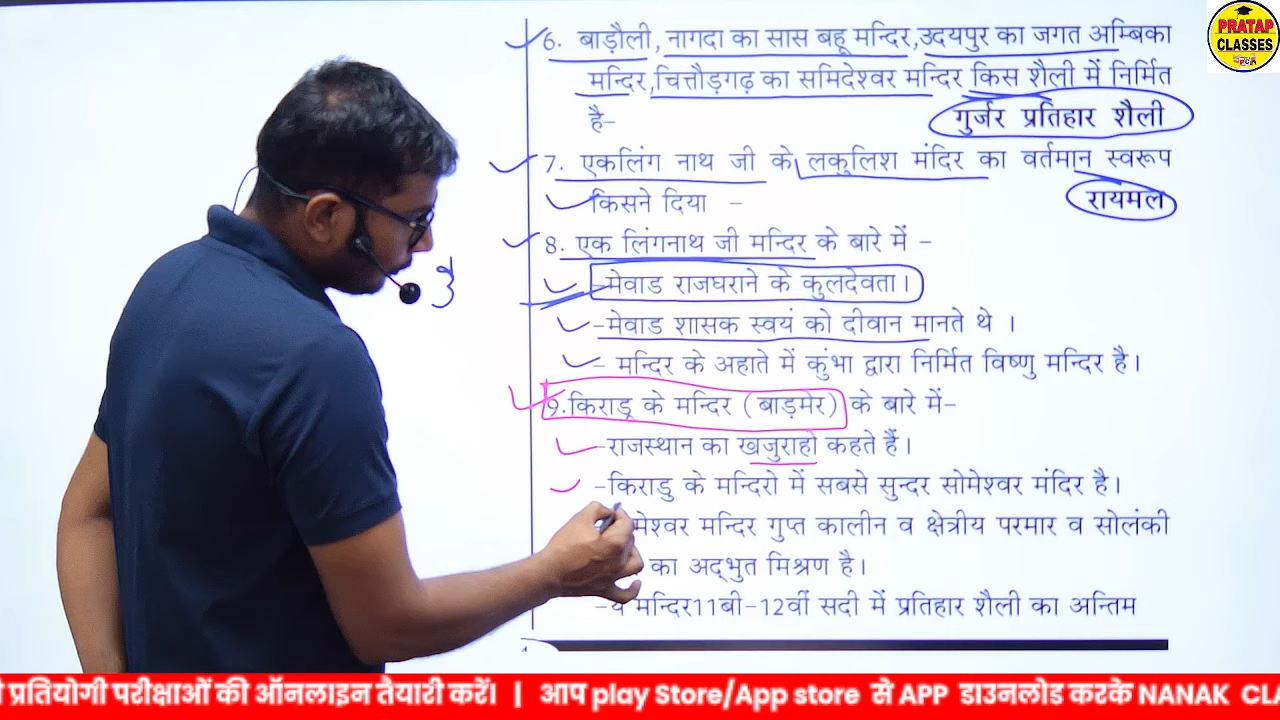 PRATAP
CLASSES
6. बाड़ौली, नागदा का सास बहू मन्दिर,उदयपुर का जगत अम्बिका
मन्दिर,चित्तौड़गढ़ का समिदेश्वर मन्दिर किस शैली में निर्मित
है- गुर्जर प्रतिहार शैली
7. एकलिंग नाथ जी के लकुलिश मंदिर का वर्तमान स्वरूप
किसने दिया - रायमल
8. एक लिंगनाथ जी मन्दिर के बारे में -
-मेवाड राजघराने के कुलदेवता।
-मेवाड शासक स्वयं को दीवान मानते थे ।
- मन्दिर के अहाते में कुंभा द्वारा निर्मित विष्णु मन्दिर है।
9.किराडू के मन्दिर (बाड़मेर) के बारे में-
-राजस्थान का खजुराहो कहते हैं।
-किराडु के मन्दिरो में सबसे सुन्दर सोमेश्वर मंदिर है।
मेश्वर मन्दिर गुप्त कालीन व क्षेत्रीय परमार व सोलंकी
का अद्भुत मिश्रण है।
मन्दिर11बी-12वीं सदी में प्रतिहार शैली का अन्तिम
प्रतियोगी परीक्षाओं की ऑनलाइन तैयारी करें। | आप play Store/App store से APP डाउनलोड करके NANAK CLA